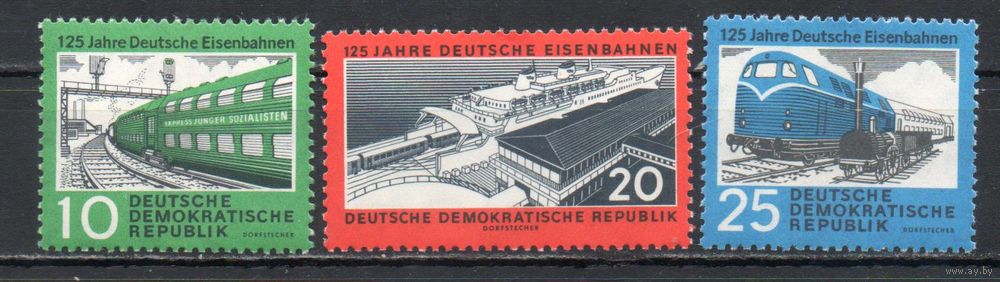 125 Jahre Deutsche Eisenbahnen
EXPRESS JUNGER SOZIALISTEN
10
DEUTSCHE
DEMOKRATISCHE
REPUBLIK
DORFSTECHER
125 JAHRE DEUTSCHE EISENBAHNEN
20
DEUTSCHE DEMOKRATISCHE REPUBLIK
DORFSTECHER
125 Jahre Deutsche Eisenbahnen
25
DEUTSCHE
DEMOKRATISCHE
REPUBLIK
DORFSTECHER
© www.ay.by